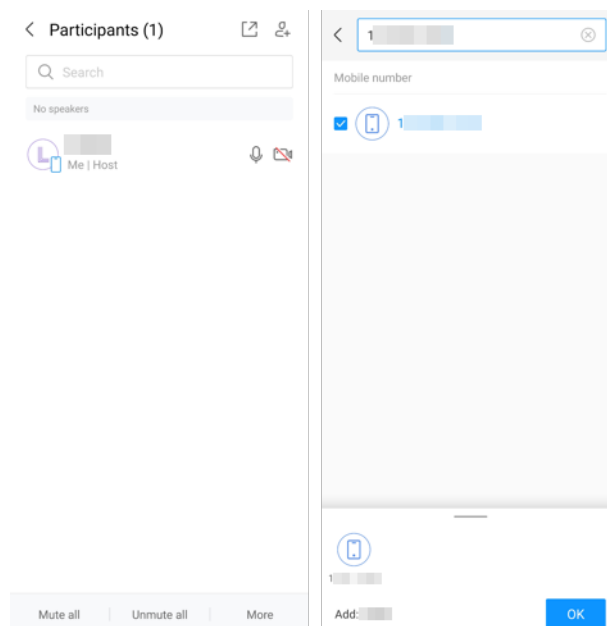 Participants (1)
Search
No speakers
L
Me | Host
Mute all
Unmute all
More
1
Mobile number
1
1
Add:
OK